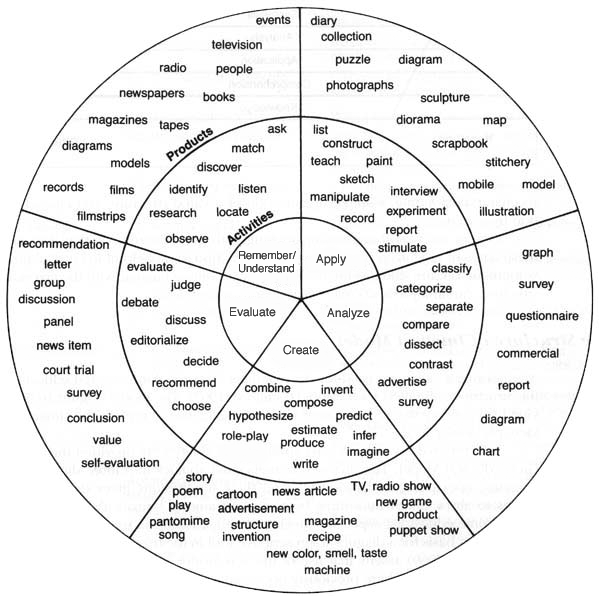 events
television
radio
people
newspapers
books
magazines
tapes
diagrams
models
records
films
filmstrips
Products
ask
match
discover
identify
listen
research
locate
observe
Activities
Remember/
Understand
diary
collection
puzzle
diagram
photographs
sculpture
diorama
map
scrapbook
stitchery
mobile
model
illustration
list
construct
teach
paint
sketch
manipulate
interview
experiment
record
report
stimulate
Apply
graph
survey
questionnaire
commercial
report
diagram
chart
classify
categorize
separate
compare
dissect
contrast
advertise
survey
Analyze
combine
invent
compose
hypothesize
predict
estimate
role-play
infer
produce
imagine
write
Create
story
poem
play
pantomime
song
cartoon
news article
advertisement
structure
invention
magazine
recipe
TV, radio show
new game
product
puppet show
new color, smell, taste
machine
evaluate
judge
debate
discuss
editorialize
decide
recommend
choose
Evaluate
recommendation
letter
group
discussion
panel
news item
court trial
survey
conclusion
value
self-evaluation